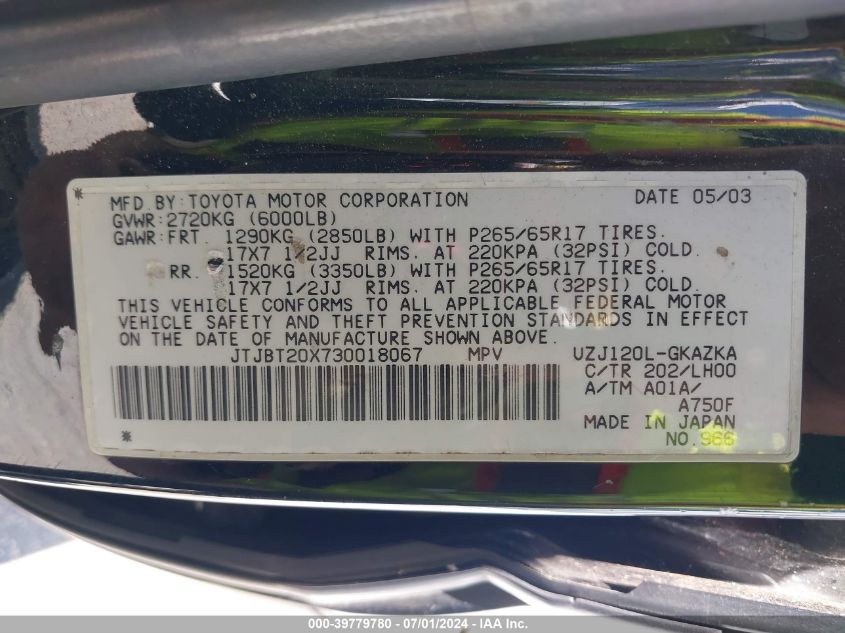 MFD. BY: TOYOTA MOTOR CORPORATION DATE 05/03
GVWR: 2720KG (6000LB)
GAWR: FRT. 1290KG (2850LB) WITH P265/65R17 TIRES.
17X7 1/2JJ RIMS. AT 220KPA (32PSI) COLD.
RR. 1520KG (3350LB) WITH P265/65R17 TIRES.
17X7 1/2JJ RIMS. AT 220KPA (32PSI) COLD.
THIS VEHICLE CONFORMS TO ALL APPLICABLE FEDERAL MOTOR
VEHICLE SAFETY AND THEFT PREVENTION STANDARDS IN EFFECT
ON THE DATE OF MANUFACTURE SHOWN ABOVE.
JTJBT20X730018067 MPV UZJ120L-GKAZKA
C/TR 202/LH00
A/TM A01A/
A750F
MADE IN JAPAN
* * NO. 966
000-39779780 - 07/01/2024 - IAA Inc.